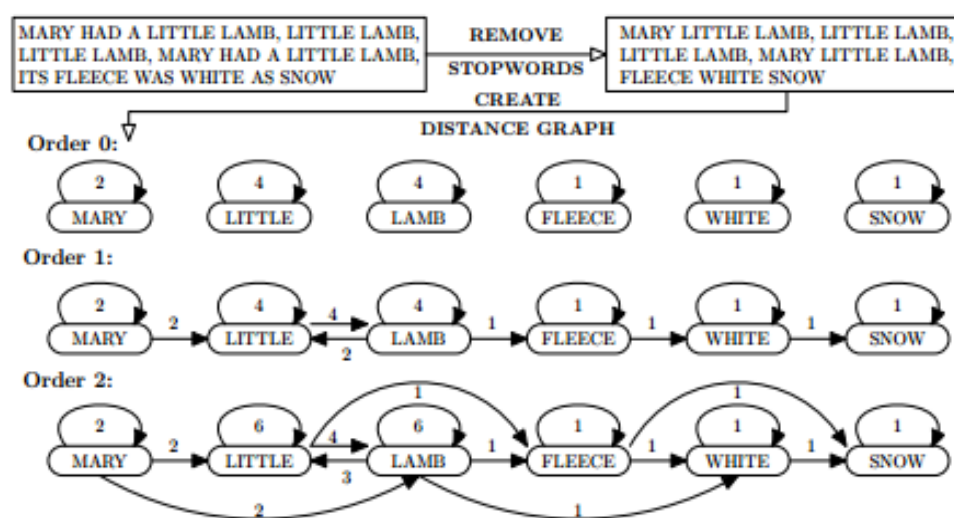 MARY HAD A LITTLE LAMB, LITTLE LAMB,
LITTLE LAMB, MARY HAD A LITTLE LAMB,
ITS FLEECE WAS WHITE AS SNOW
REMOVE
STOPWORDS
MARY LITTLE LAMB, LITTLE LAMB,
LITTLE LAMB, MARY LITTLE LAMB,
FLEECE WHITE SNOW
CREATE
DISTANCE GRAPH
Order 0:
2 4 4 1 1 1
MARY LITTLE LAMB FLEECE WHITE SNOW
Order 1:
2 4 4 1 1 1
2 4 2 1 1 1
MARY LITTLE LAMB FLEECE WHITE SNOW
Order 2:
1 1
2 6 6 1 1 1
2 4 3 1 1 1
MARY LITTLE LAMB FLEECE WHITE SNOW
2 1